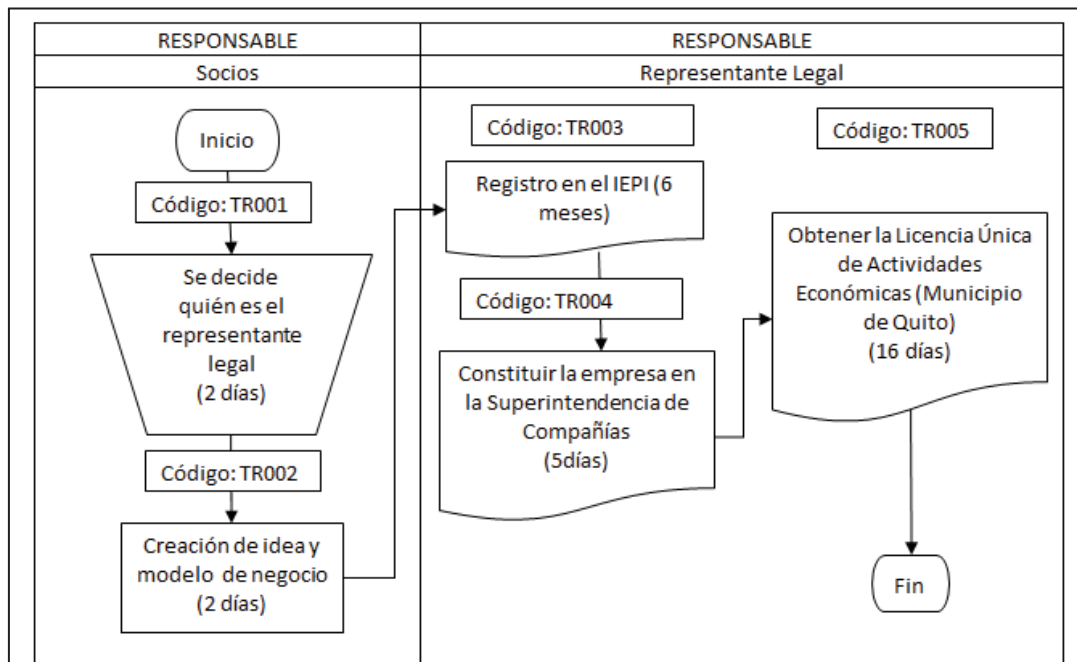 RESPONSABLE
Socios
Inicio
Código: TR001
Se decide
quién es el
representante
legal
(2 días)
Código: TR002
Creación de idea y
modelo de negocio
(2 días)
RESPONSABLE
Representante Legal
Código: TR003
Registro en el IEPI (6
meses)
Código: TR004
Constituir la empresa en
la Superintendencia de
Compañías
(5días)
Código: TR005
Obtener la Licencia Única
de Actividades
Económicas (Municipio
de Quito)
(16 días)
Fin